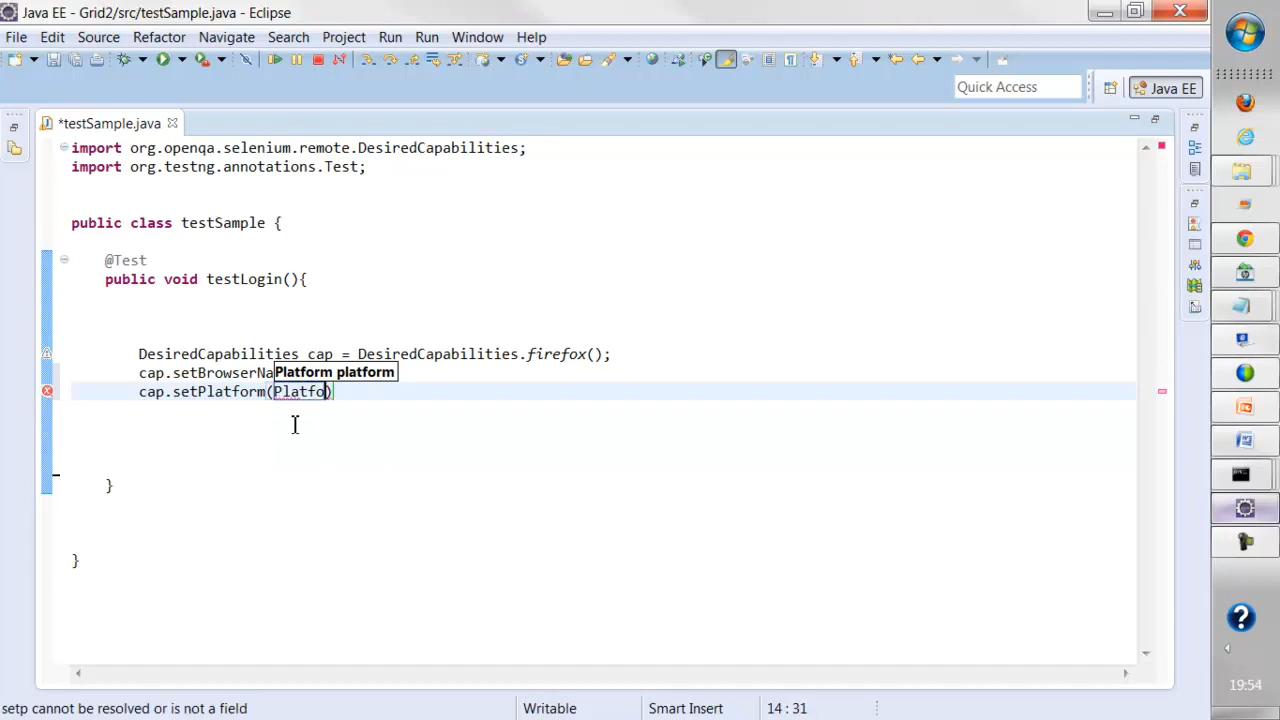 Java EE - Grid2/src/testSample.java - Eclipse
File Edit Source Refactor Navigate Search Project Run Run Window Help
Quick Access
Java EE
*testSample.java
import org.openqa.selenium.remote.DesiredCapabilities;
import org.testng.annotations.Test;
public class testSample {
@Test
public void testLogin(){
DesiredCapabilities cap = DesiredCapabilities.firefox();
cap.setBrowserNa
Platform platform
cap.setPlatform(Platfo)
}
}
setp cannot be resolved or is not a field
Writable
Smart Insert
14 : 31
19:54